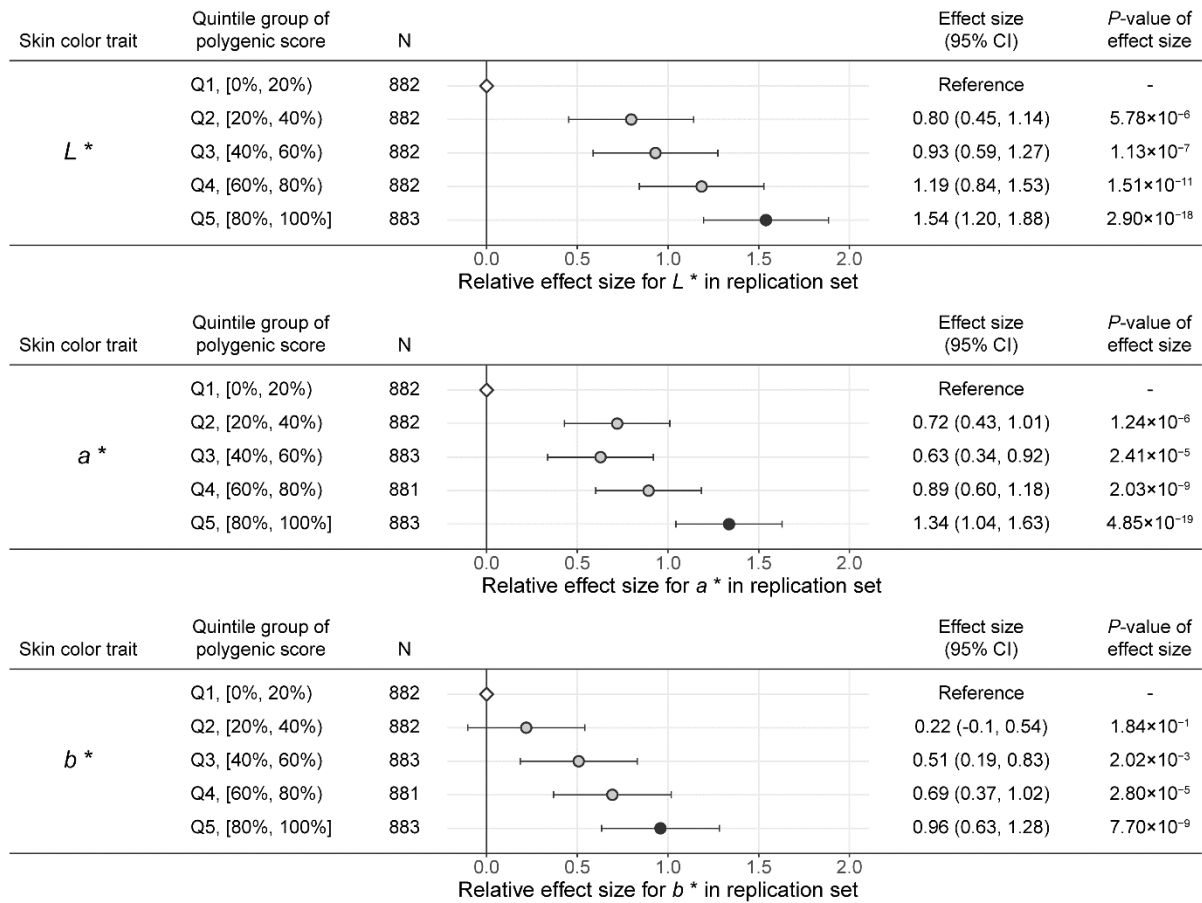 Skin color trait Quintile group of polygenic score N Effect size (95% CI) P-value of effect size
L * Q1, [0%, 20%) 882 Reference -
Q2, [20%, 40%) 882 0.80 (0.45, 1.14) 5.78×10⁻⁶
Q3, [40%, 60%) 882 0.93 (0.59, 1.27) 1.13×10⁻⁷
Q4, [60%, 80%) 882 1.19 (0.84, 1.53) 1.51×10⁻¹¹
Q5, [80%, 100%] 883 1.54 (1.20, 1.88) 2.90×10⁻¹⁸
0.0 0.5 1.0 1.5 2.0
Relative effect size for L * in replication set
Skin color trait Quintile group of polygenic score N Effect size (95% CI) P-value of effect size
a * Q1, [0%, 20%) 882 Reference -
Q2, [20%, 40%) 882 0.72 (0.43, 1.01) 1.24×10⁻⁶
Q3, [40%, 60%) 883 0.63 (0.34, 0.92) 2.41×10⁻⁵
Q4, [60%, 80%) 881 0.89 (0.60, 1.18) 2.03×10⁻⁹
Q5, [80%, 100%] 883 1.34 (1.04, 1.63) 4.85×10⁻¹⁹
0.0 0.5 1.0 1.5 2.0
Relative effect size for a * in replication set
Skin color trait Quintile group of polygenic score N Effect size (95% CI) P-value of effect size
b * Q1, [0%, 20%) 882 Reference -
Q2, [20%, 40%) 882 0.22 (-0.1, 0.54) 1.84×10⁻¹
Q3, [40%, 60%) 883 0.51 (0.19, 0.83) 2.02×10⁻³
Q4, [60%, 80%) 881 0.69 (0.37, 1.02) 2.80×10⁻⁵
Q5, [80%, 100%] 883 0.96 (0.63, 1.28) 7.70×10⁻⁹
0.0 0.5 1.0 1.5 2.0
Relative effect size for b * in replication set